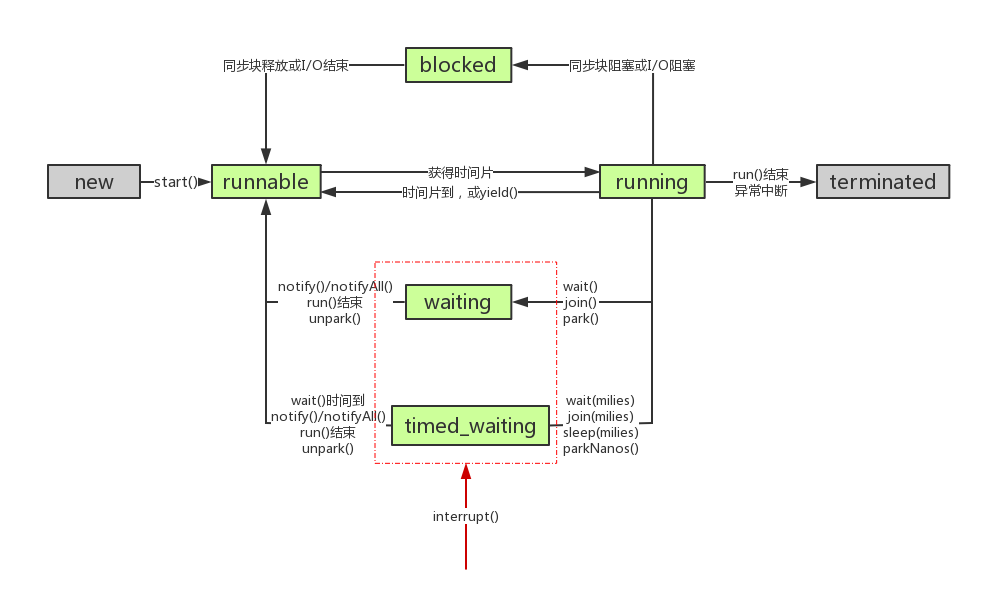 blocked
同步块释放或I/O结束
同步块阻塞或I/O阻塞
new
start()
runnable
获得时间片
时间片到，或yield()
running
run()结束
异常中断
terminated
notify()/notifyAll()
run()结束
unpark()
waiting
wait()
join()
park()
wait()时间到
notify()/notifyAll()
run()结束
unpark()
timed_waiting
wait(milies)
join(milies)
sleep(milies)
parkNanos()
interrupt()